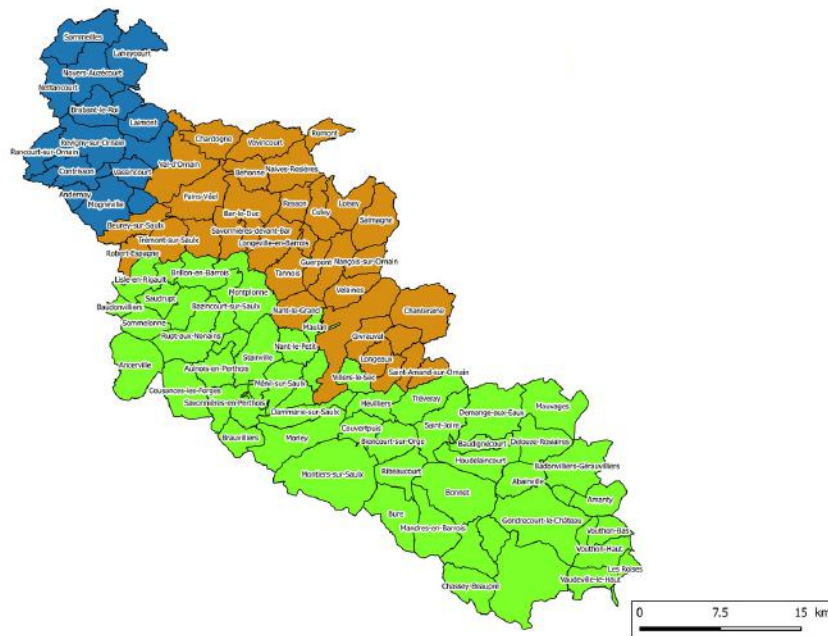 Sommeilles
Laheycourt
Noyers-Auzécourt
Nettancourt
Brabant-le-Roi
Laimont
Revigny-sur-Ornain
Rancourt-sur-Ornain
Contrisson
Vassincourt
Andernay
Mognéville
Val-d'Ornain
Chardogne
Vavincourt
Rumont
Behonne
Naives-Rosières
Fains-Véel
Resson
Culey
Loisey
Salmagne
Bar-le-Duc
Beurey-sur-Saulx
Savonnières-devant-Bar
Trémont-sur-Saulx
Longeville-en-Barrois
Robert-Espagne
Guerpont
Nançois-sur-Ornain
Tannois
Lisle-en-Rigault
Brillon-en-Barrois
Velaines
Montplonne
Baudonvilliers
Saudrupt
Bazincourt-sur-Saulx
Nant-le-Grand
Chanteraine
Sommelonne
Maulan
Rupt-aux-Nonains
Givrauval
Nant-le-Petit
Stainville
Longeaux
Ancerville
Aulnois-en-Perthois
Saint-Amand-sur-Ornain
Villers-le-Sec
Ménil-sur-Saulx
Cousances-les-Forges
Savonnières-en-Perthois
Hévilliers
Tréveray
Dammarie-sur-Saulx
Demange-aux-Eaux
Mauvages
Couvertpuis
Saint-Joire
Brauvilliers
Morley
Biencourt-sur-Orge
Baudignécourt
Delouze-Rosières
Houdelaincourt
Badonvilliers-Gérauvilliers
Montiers-sur-Saulx
Ribeaucourt
Bonnet
Abainville
Amanty
Bure
Gondrecourt-le-Château
Mandres-en-Barrois
Vouthon-Bas
Vouthon-Haut
Les Roises
Chassey-Beaupré
Vaudeville-le-Haut
0 7.5 15 km